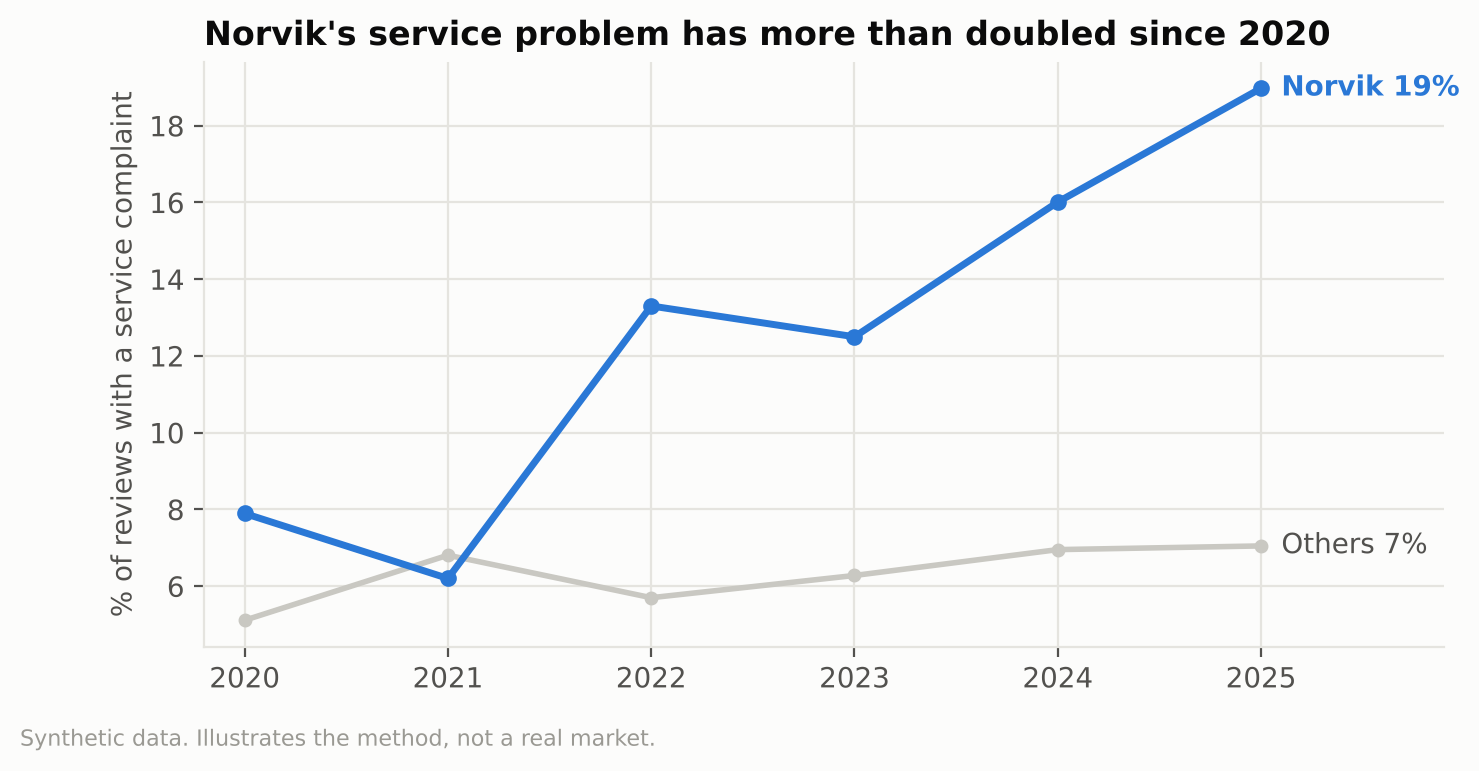 Norvik's service problem has more than doubled since 2020
% of reviews with a service complaint
18
16
14
12
10
8
6
Norvik 19%
Others 7%
2020 2021 2022 2023 2024 2025
Synthetic data. Illustrates the method, not a real market.